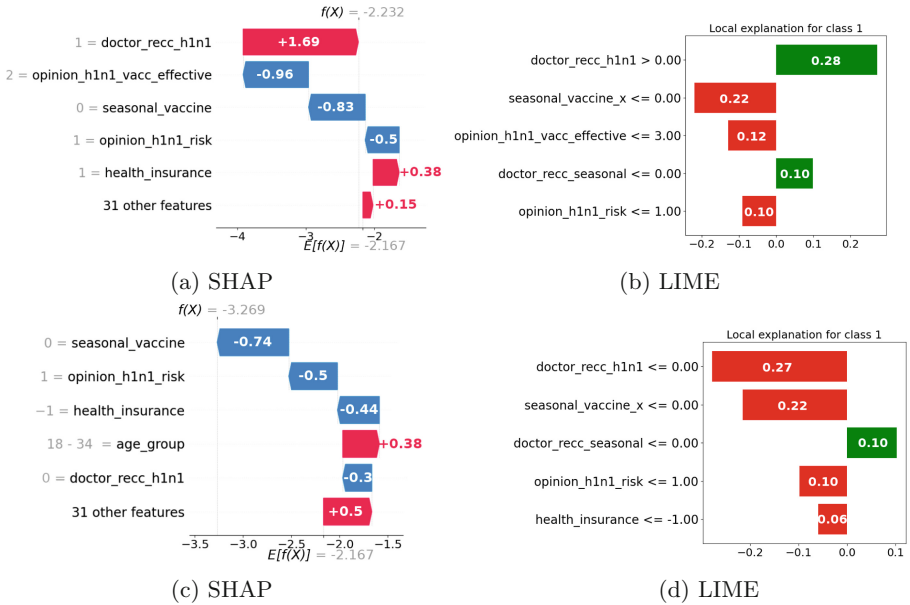 f(X) = -2.232
1 = doctor_recc_h1n1 +1.69
2 = opinion_h1n1_vacc_effective -0.96
0 = seasonal_vaccine -0.83
1 = opinion_h1n1_risk -0.5
1 = health_insurance +0.38
31 other features +0.15
−4 −3 −2
E[f(X)] = -2.167
(a) SHAP
Local explanation for class 1
doctor_recc_h1n1 > 0.00 0.28
seasonal_vaccine_x <= 0.00 0.22
opinion_h1n1_vacc_effective <= 3.00 0.12
doctor_recc_seasonal <= 0.00 0.10
opinion_h1n1_risk <= 1.00 0.10
−0.2 −0.1 0.0 0.1 0.2
(b) LIME
f(X) = -3.269
0 = seasonal_vaccine -0.74
1 = opinion_h1n1_risk -0.5
−1 = health_insurance -0.44
18 - 34 = age_group +0.38
0 = doctor_recc_h1n1 -0.3
31 other features +0.5
−3.5 −3.0 −2.5 −2.0 −1.5
E[f(X)] = -2.167
(c) SHAP
Local explanation for class 1
doctor_recc_h1n1 <= 0.00 0.27
seasonal_vaccine_x <= 0.00 0.22
doctor_recc_seasonal <= 0.00 0.10
opinion_h1n1_risk <= 1.00 0.10
health_insurance <= -1.00 0.06
−0.2 −0.1 0.0 0.1
(d) LIME